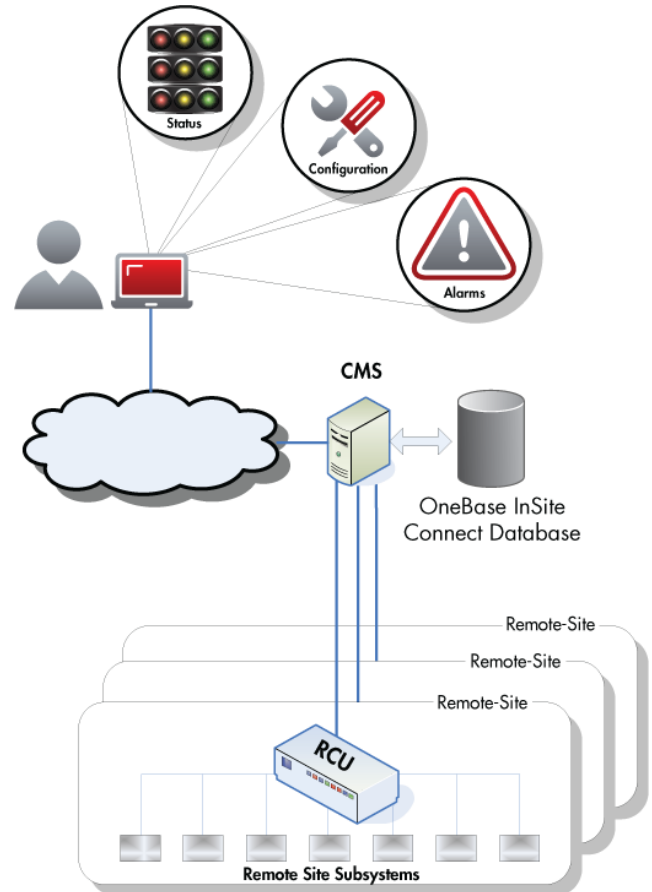 Status
Configuration
Alarms
CMS
OneBase InSite
Connect Database
Remote-Site
Remote-Site
Remote-Site
RCU
Remote Site Subsystems